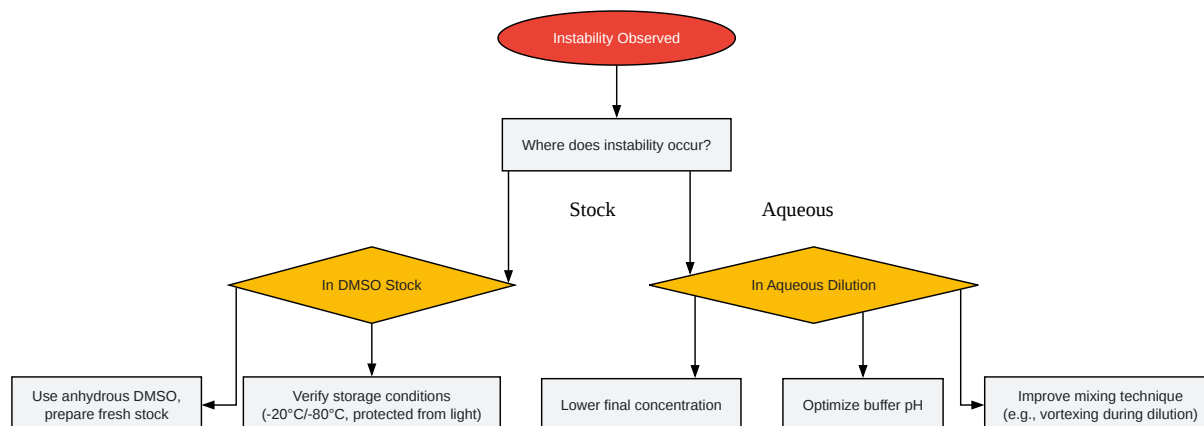 Instability Observed
Where does instability occur?
Stock
Aqueous
In DMSO Stock
In Aqueous Dilution
Use anhydrous DMSO,
prepare fresh stock
Verify storage conditions
(-20°C/-80°C, protected from light)
Lower final concentration
Optimize buffer pH
Improve mixing technique
(e.g., vortexing during dilution)